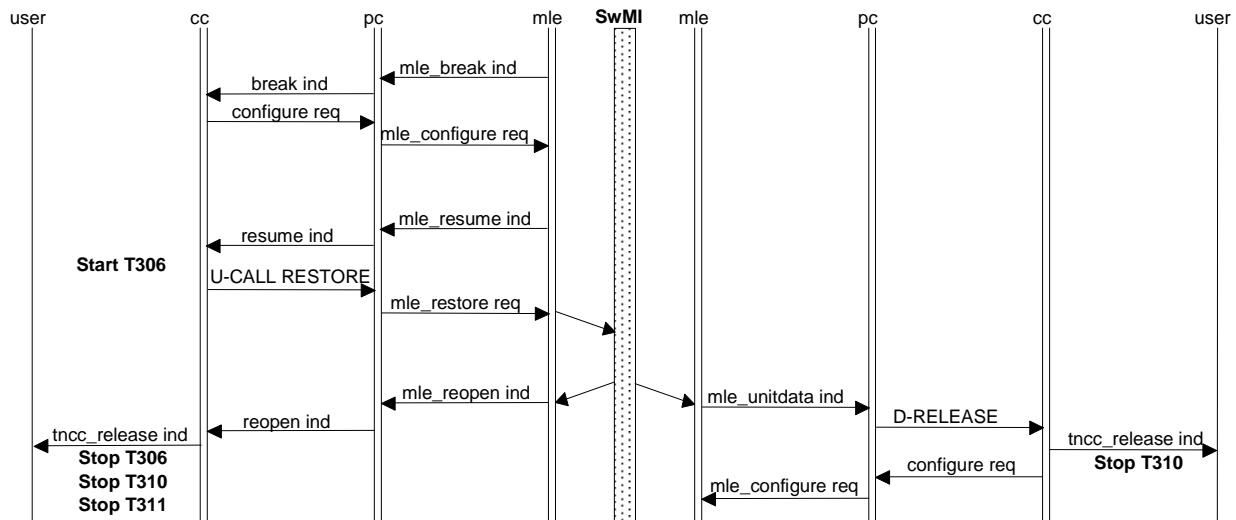 user cc pc mle SwMI mle pc cc user
mle_break ind
break ind
configure req
mle_configure req
mle_resume ind
resume ind
Start T306
U-CALL RESTORE
mle_restore req
mle_reopen ind
mle_unitdata ind
D-RELEASE
reopen ind
tncc_release ind
tncc_release ind
Stop T306
Stop T310
configure req
Stop T310
mle_configure req
Stop T311